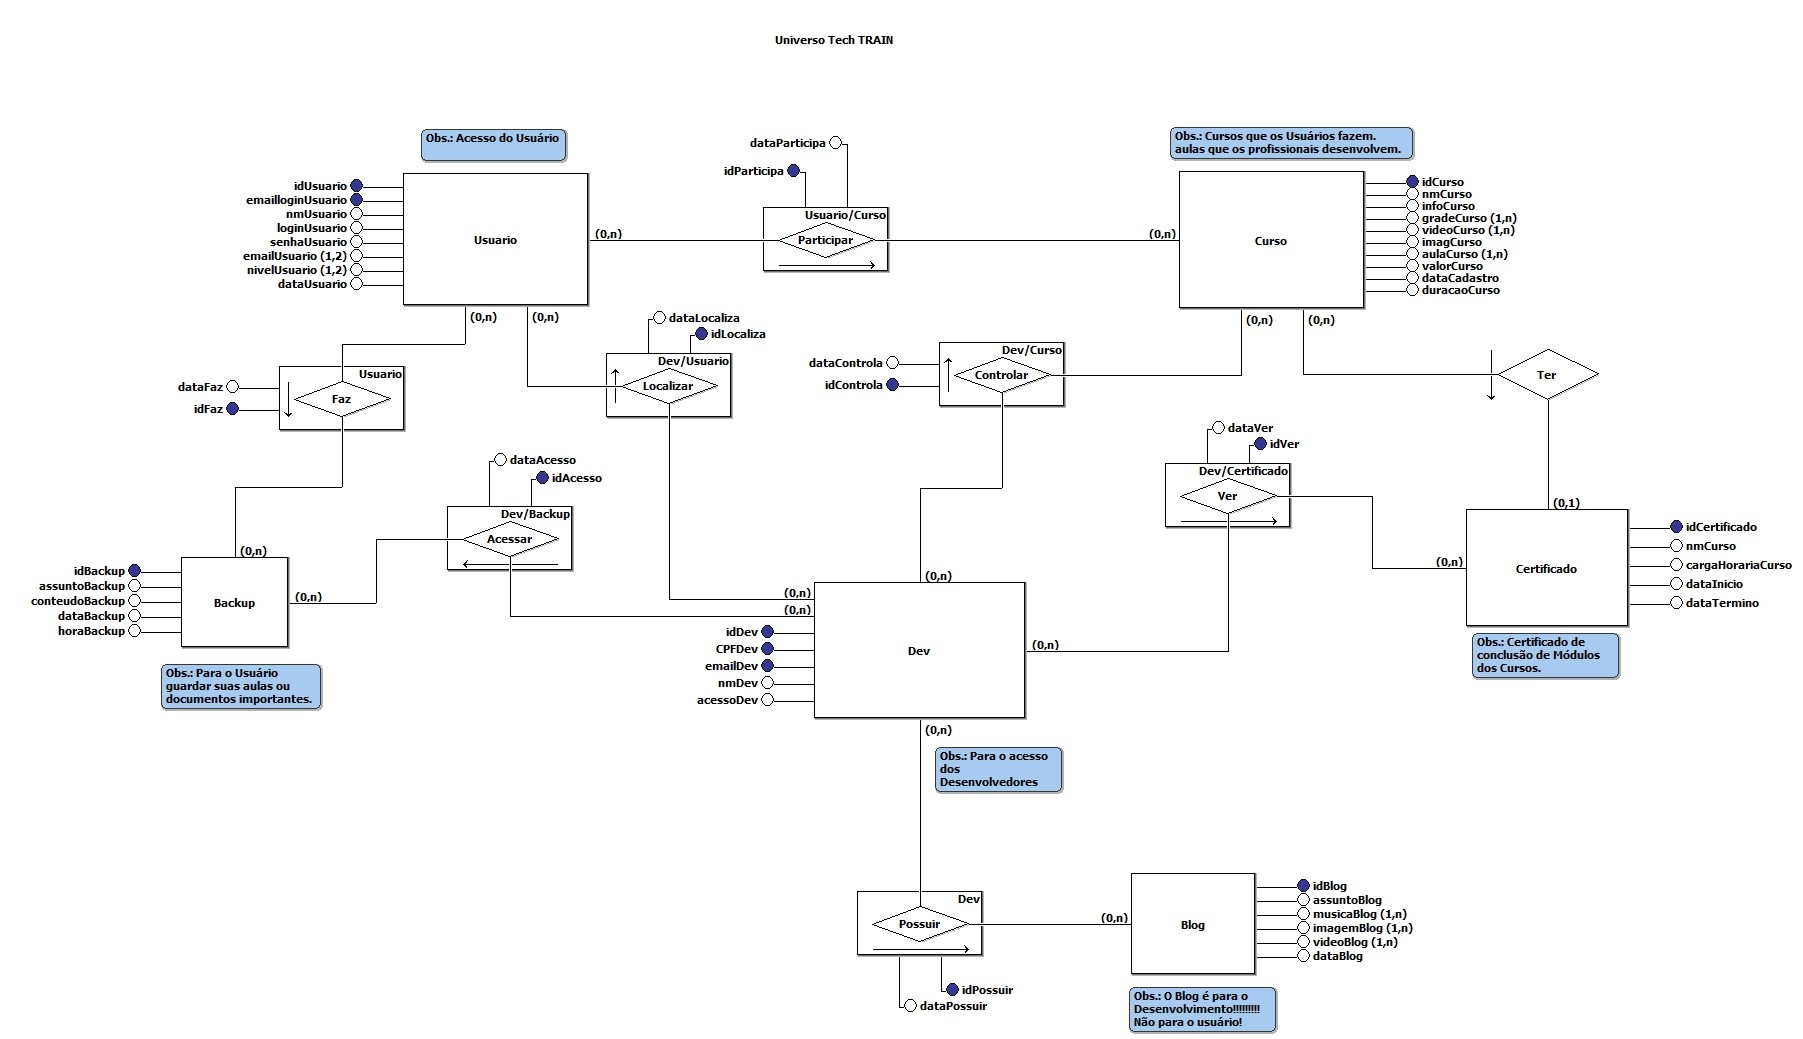 Universo Tech TRAIN
Obs.: Acesso do Usuário
idUsuario
emailloginUsuario
nmUsuario
loginUsuario
senhaUsuario
emailUsuario (1,2)
nivelUsuario (1,2)
dataUsuario
Usuario
(0,n)
(0,n)
(0,n)
dataParticipa
idParticipa
Usuario/Curso
Participar
(0,n)
Obs.: Cursos que os Usuários fazem.
aulas que os profissionais desenvolvem.
Curso
idCurso
nmCurso
infoCurso
gradeCurso (1,n)
videoCurso (1,n)
imagCurso
aulaCurso (1,n)
valorCurso
dataCadastro
duracaoCurso
(0,n)
(0,n)
dataFaz
idFaz
Usuario
Faz
dataLocaliza
idLocaliza
Dev/Usuario
Localizar
dataControla
idControla
Dev/Curso
Controlar
Ter
dataVer
idVer
Dev/Certificado
Ver
dataAcesso
idAcesso
Dev/Backup
Acessar
(0,n)
idBackup
assuntoBackup
conteudoBackup
dataBackup
horaBackup
Backup
(0,n)
Obs.: Para o Usuário
guardar suas aulas ou
documentos importantes.
(0,n)
(0,n)
(0,n)
idDev
CPFDev
emailDev
nmDev
acessoDev
Dev
(0,n)
(0,n)
Obs.: Para o acesso
dos
Desenvolvedores
(0,1)
(0,n)
Certificado
idCertificado
nmCurso
cargaHorariaCurso
dataInicio
dataTermino
Obs.: Certificado de
conclusão de Módulos
dos Cursos.
Dev
Possuir
idPossuir
dataPossuir
(0,n)
Blog
idBlog
assuntoBlog
musicaBlog (1,n)
imagemBlog (1,n)
videoBlog (1,n)
dataBlog
Obs.: O Blog é para o
Desenvolvimento!!!!!!!!!
Não para o usuário!